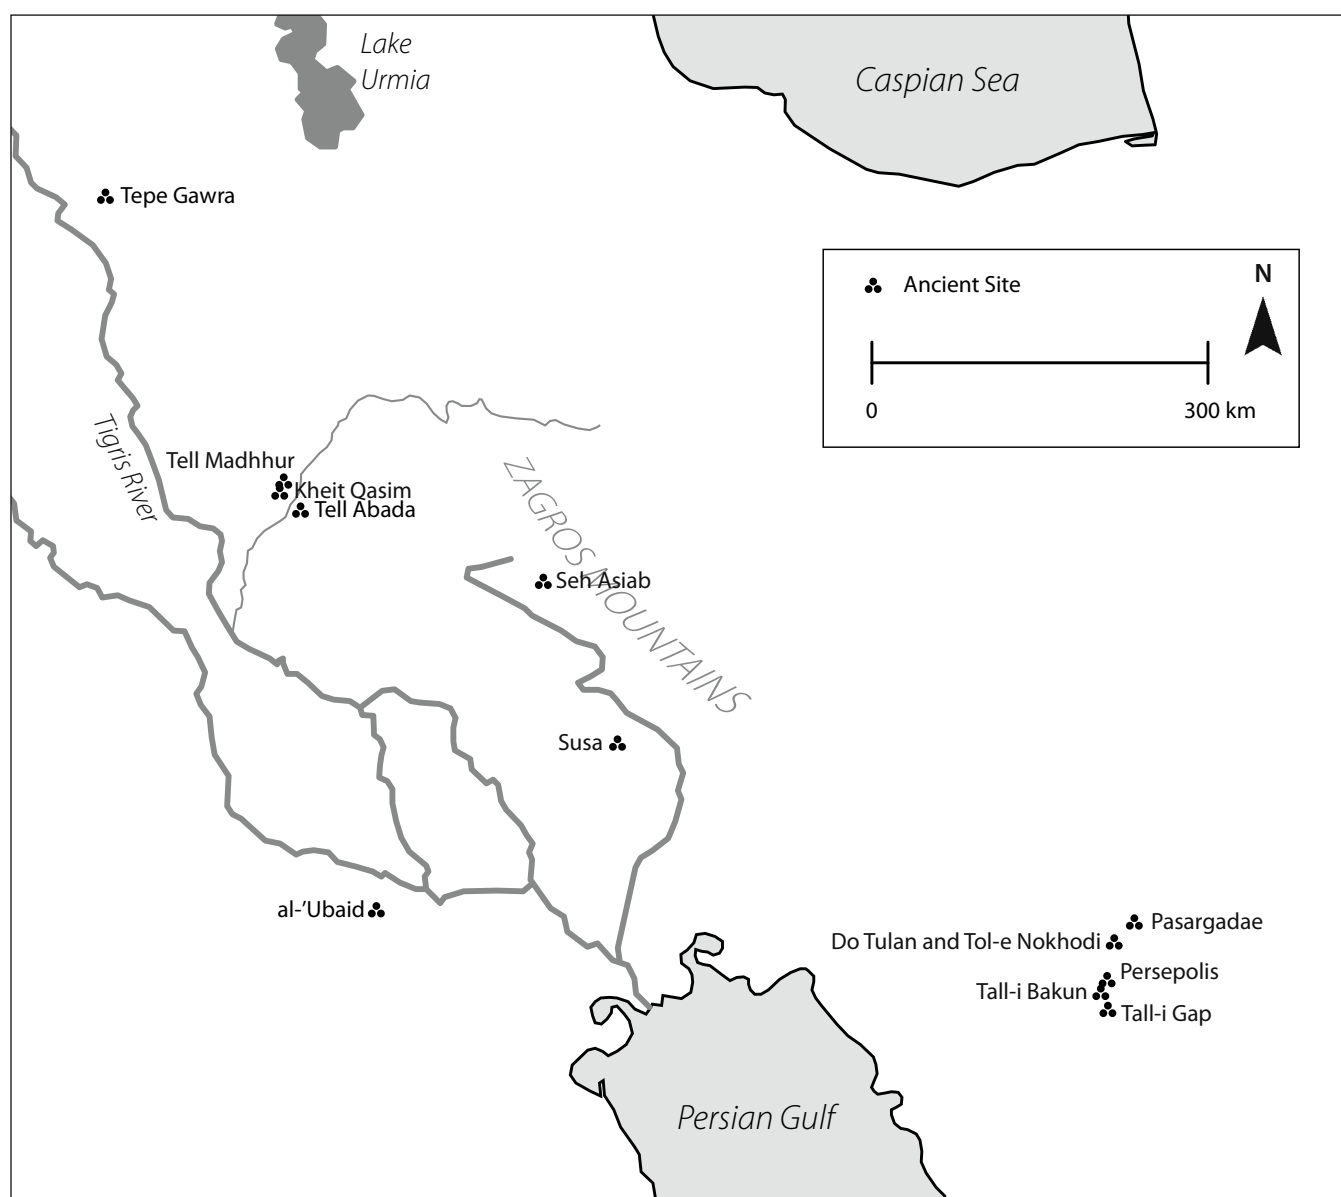 Lake
Urmia
Caspian Sea
Tepe Gawra
N
Ancient Site
0
300 km
Tigris River
Tell Madhhur
Kheit Qasim
Tell Abada
ZAGROS MOUNTAINS
Seh Asiab
Susa
al-’Ubaid
Pasargadae
Do Tulan and Tol-e Nokhodi
Persepolis
Tall-i Bakun
Tall-i Gap
Persian Gulf